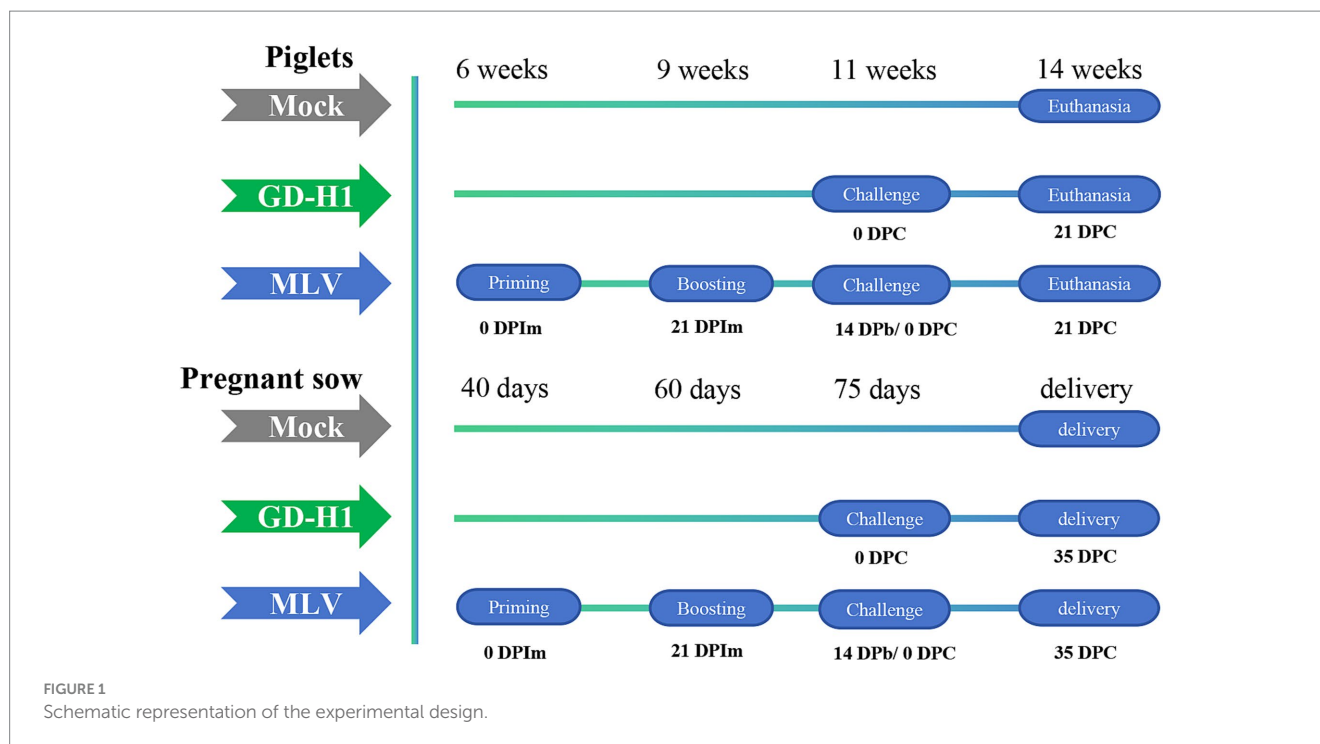 Piglets 6 weeks 9 weeks 11 weeks 14 weeks
Mock Euthanasia
GD-H1 Challenge Euthanasia
0 DPC 21 DPC
MLV Priming Boosting Challenge Euthanasia
0 DPIm 21 DPIm 14 DPb/ 0 DPC 21 DPC
Pregnant sow 40 days 60 days 75 days delivery
Mock delivery
GD-H1 Challenge delivery
0 DPC 35 DPC
MLV Priming Boosting Challenge delivery
0 DPIm 21 DPIm 14 DPb/ 0 DPC 35 DPC
FIGURE 1
Schematic representation of the experimental design.